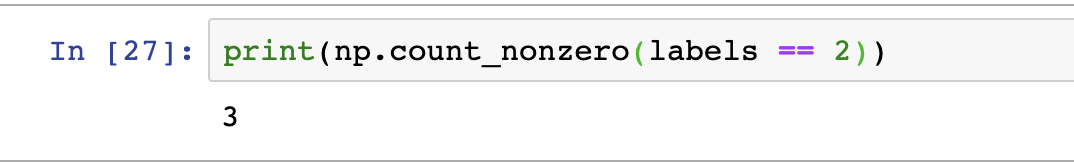 In [27]: print(np.count_nonzero(labels == 2))
3